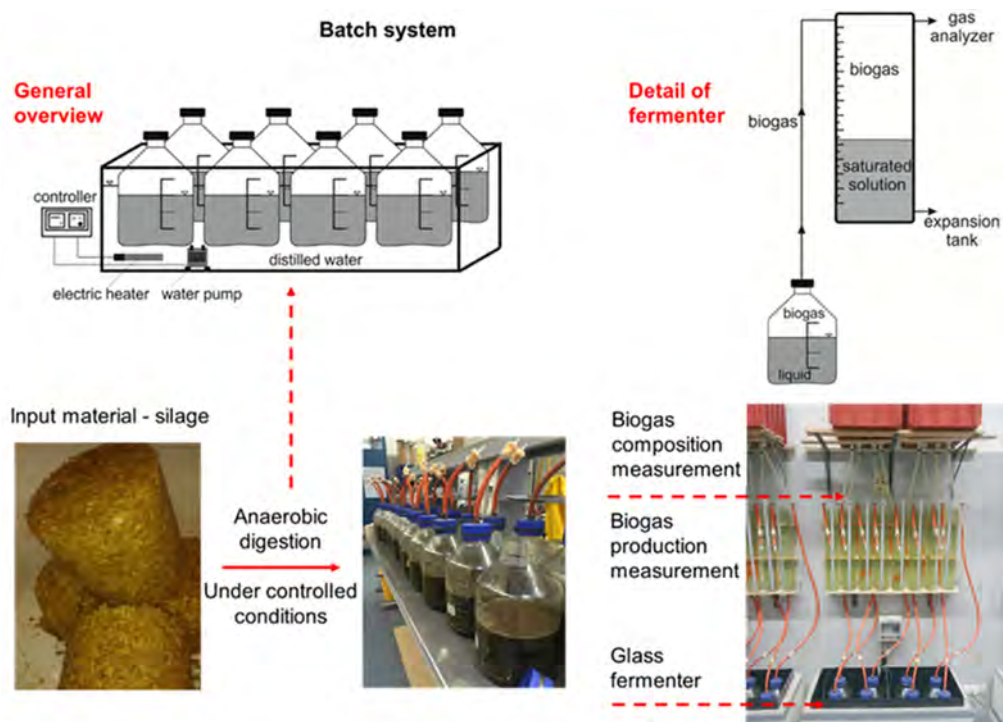 Batch system
General
overview
controller
electric heater
water pump
distilled water
Detail of
fermenter
biogas
biogas
gas
analyzer
saturated
solution
expansion
tank
biogas
liquid
Input material - silage
Anaerobic
digestion
Under controlled
conditions
Biogas
composition
measurement
Biogas
production
measurement
Glass
fermenter